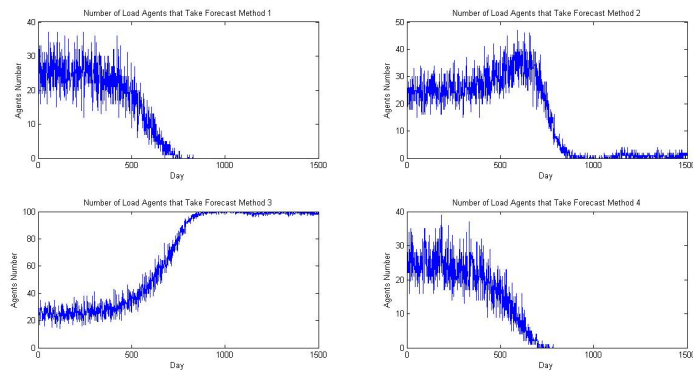 Number of Load Agents that Take Forecast Method 1
40
30
20
10
0
Agents Number
0 500 1000 1500
Day
Number of Load Agents that Take Forecast Method 2
50
40
30
20
10
0
Agents Number
0 500 1000 1500
Day
Number of Load Agents that Take Forecast Method 3
100
80
60
40
20
0
Agents Number
0 500 1000 1500
Day
Number of Load Agents that Take Forecast Method 4
40
30
20
10
0
Agents Number
0 500 1000 1500
Day